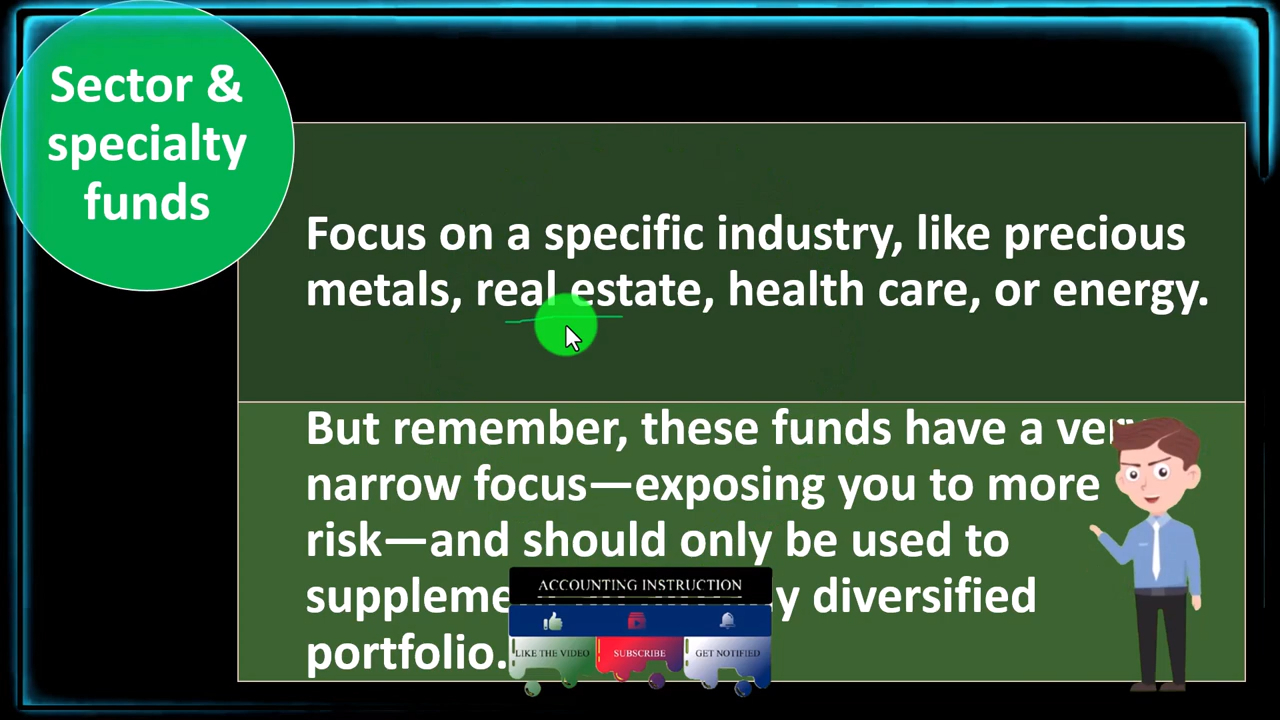 Sector &
specialty
funds
Focus on a specific industry, like precious
metals, real estate, health care, or energy.
But remember, these funds have a
narrow focus—exposing you to more
risk—and should only be used to
diversified
portfolio.
ACCOUNTING INSTRUCTION
LIKE THE VIDEO
SUBSCRIBE
GET NOTIFIED